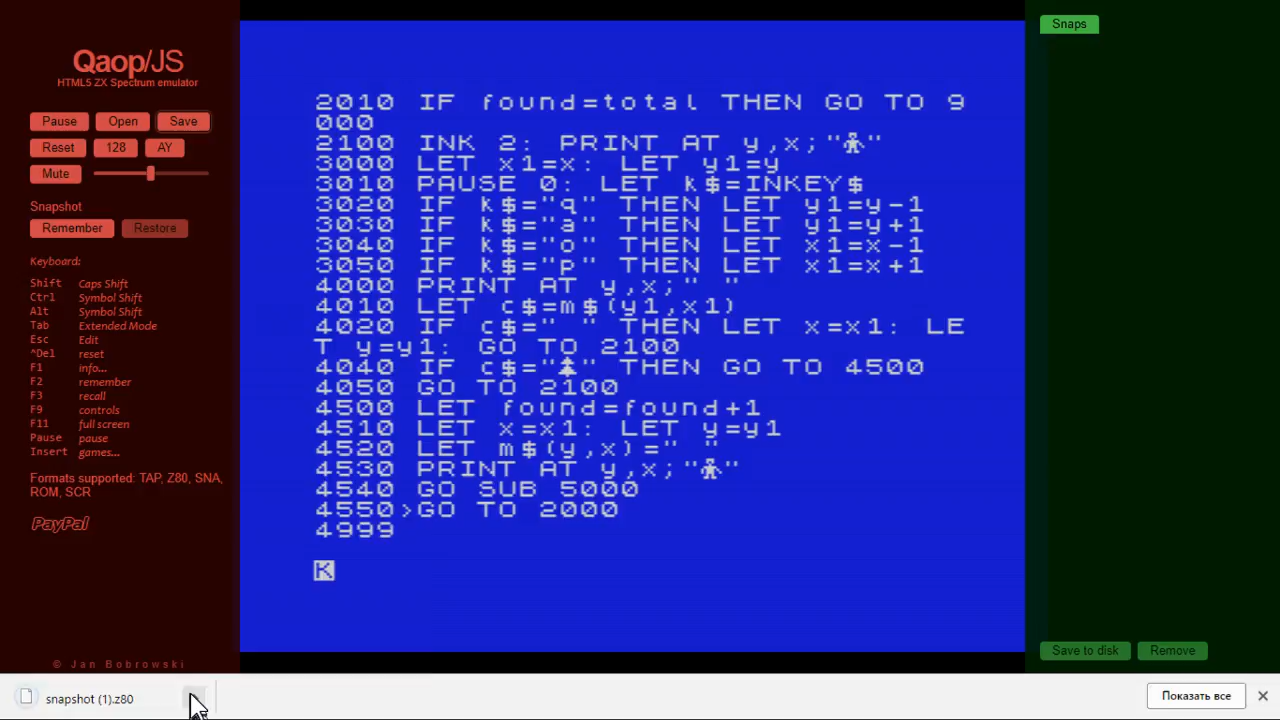 Qaop/JS
HTML5 ZX Spectrum emulator
Pause Open Save
Reset 128 AY
Mute
Snapshot
Remember Restore
Keyboard:
Shift Caps Shift
Ctrl Symbol Shift
Alt Symbol Shift
Tab Extended Mode
Esc Edit
^Del reset
F1 info...
F2 remember
F3 recall
F9 controls
F11 full screen
Pause pause
Insert games...
Formats supported: TAP, Z80, SNA,
ROM, SCR
PayPal
© Jan Bobrowski
2010 IF found=total THEN GO TO 9
000
2100 INK 2: PRINT AT y,x;" "
3000 LET x1=x: LET y1=y
3010 PAUSE 0: LET k$=INKEY$
3020 IF k$="q" THEN LET y1=y-1
3030 IF k$="a" THEN LET y1=y+1
3040 IF k$="o" THEN LET x1=x-1
3050 IF k$="p" THEN LET x1=x+1
4000 PRINT AT y,x;" "
4010 LET c$=m$(y1,x1)
4020 IF c$=" " THEN LET x=x1: LE
T y=y1: GO TO 2100
4040 IF c$=" " THEN GO TO 4500
4050 GO TO 2100
4500 LET found=found+1
4510 LET x=x1: LET y=y1
4520 LET m$(y,x)=" "
4530 PRINT AT y,x;" "
4540 GO SUB 5000
4550>GO TO 2000
4999
K
Snaps
Save to disk Remove
snapshot (1).z80
Показать все